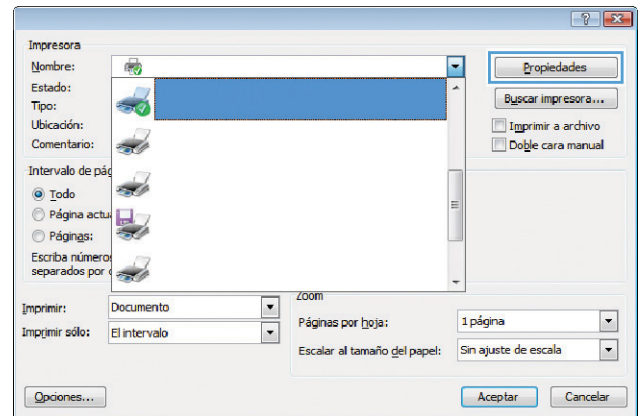 Impresora
Nombre:
Propiedades
Estado:
Tipo:
Buscar impresora...
Ubicación:
Imprimir a archivo
Comentario:
Doble cara manual
Intervalo de pág
Todo
Página actu
Páginas:
Escriba números
separados por
Imprimir:
Documento
Imprimir sólo:
El intervalo
Zoom
Páginas por hoja:
1 página
Escalar al tamaño del papel:
Sin ajuste de escala
Opciones...
Aceptar
Cancelar